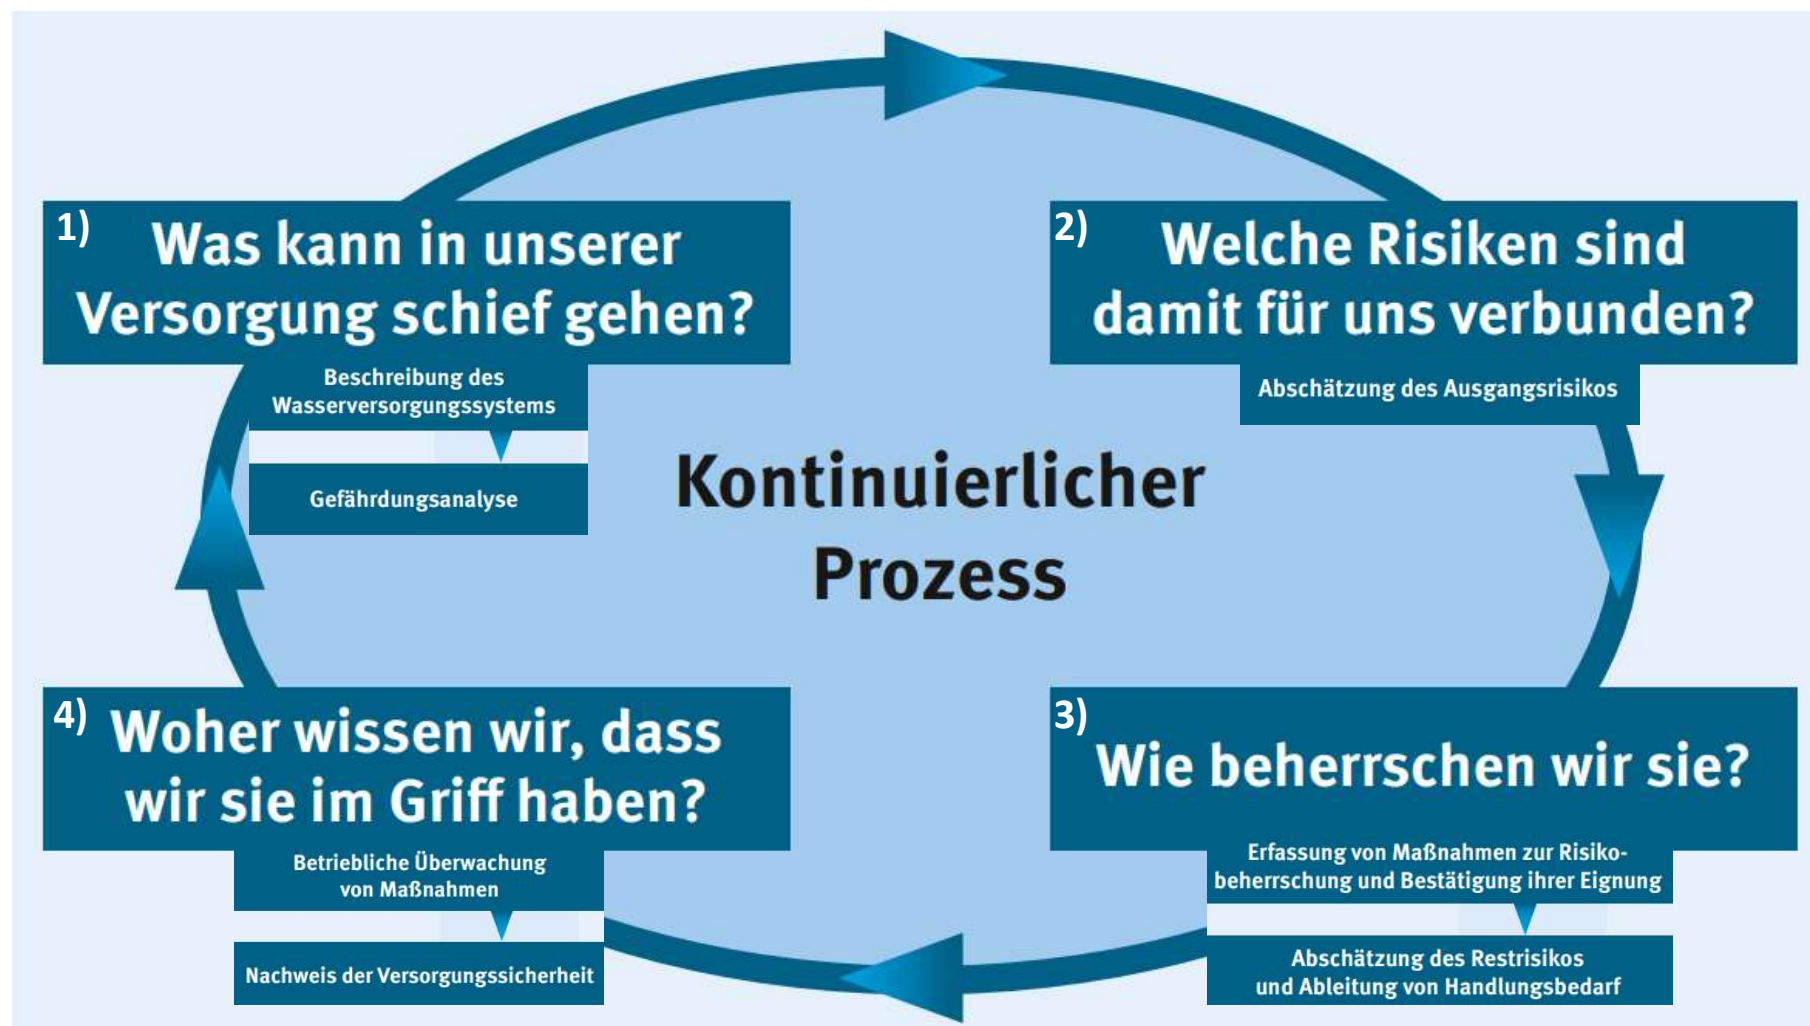 1) Was kann in unserer
Versorgung schief gehen?
Beschreibung des
Wasserversorgungssystems
Gefährdungsanalyse
2) Welche Risiken sind
damit für uns verbunden?
Abschätzung des Ausgangsrisikos
Kontinuierlicher
Prozess
3) Wie beherrschen wir sie?
Erfassung von Maßnahmen zur Risiko-
beherrschung und Bestätigung ihrer Eignung
Abschätzung des Restrisikos
und Ableitung von Handlungsbedarf
4) Woher wissen wir, dass
wir sie im Griff haben?
Betriebliche Überwachung
von Maßnahmen
Nachweis der Versorgungssicherheit